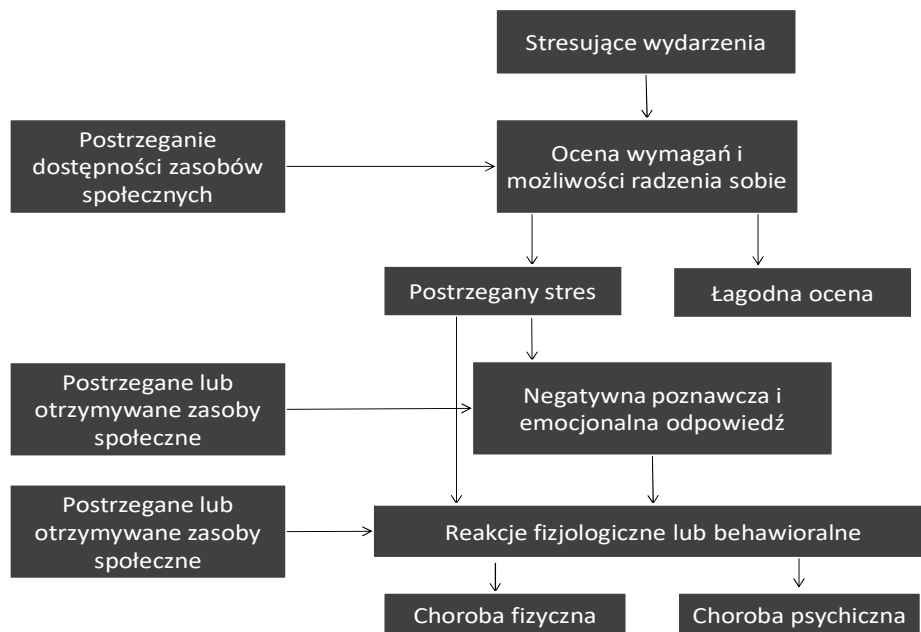 Stresujące wydarzenia
Postrzeganie
dostępności zasobów
społecznych
Ocena wymagań i
możliwości radzenia sobie
Postrzegany stres
Łagodna ocena
Postrzegane lub
otrzymywane zasoby
społeczne
Negatywna poznawcza i
emocjonalna odpowiedź
Postrzegane lub
otrzymywane zasoby
społeczne
Reakcje fizjologiczne lub behawioralne
Choroba fizyczna
Choroba psychiczna